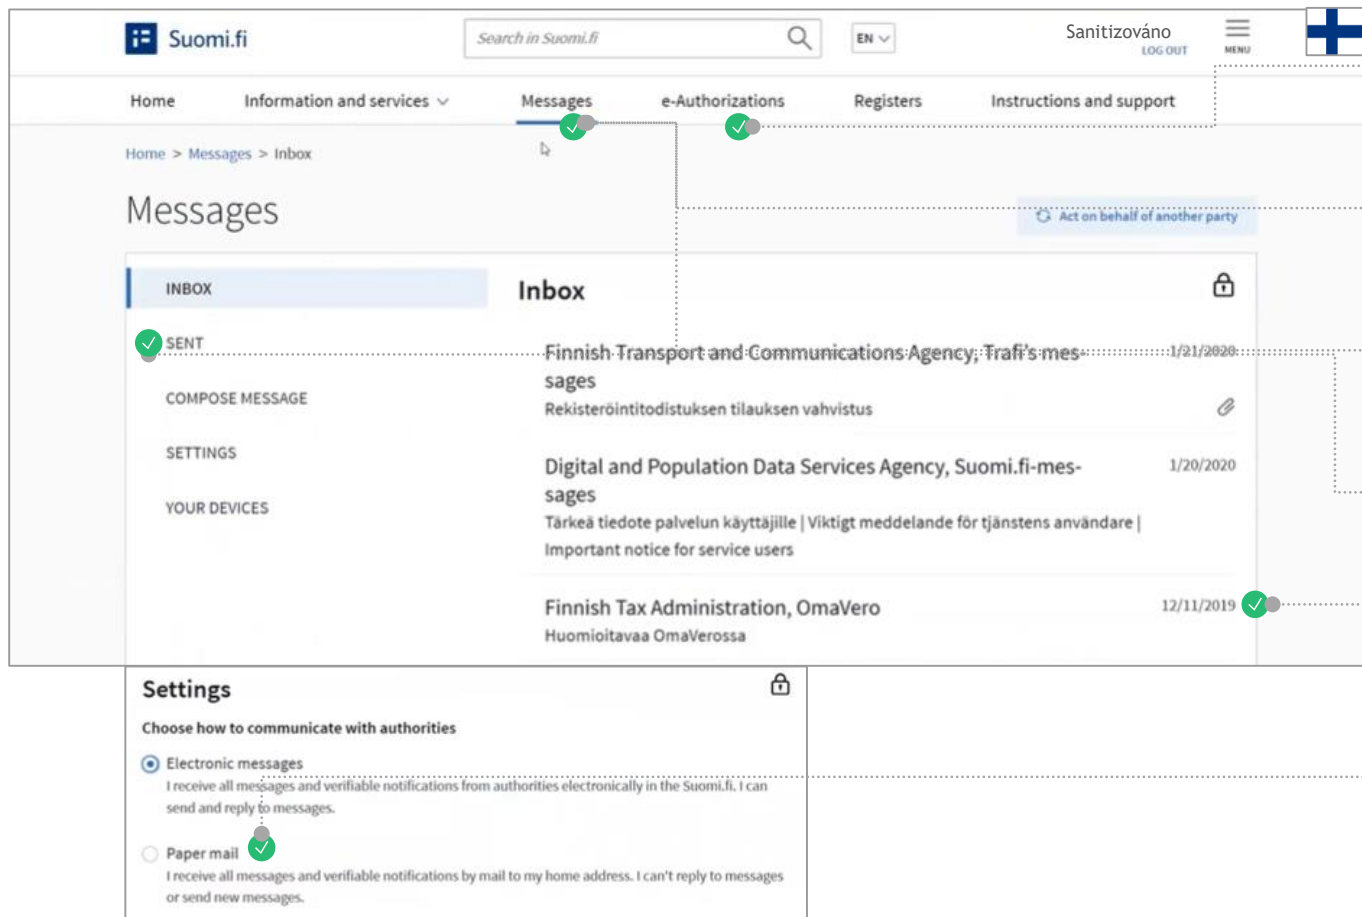 Suomi.fi
Search in Suomi.fi
EN
Sanitizováno
LOG OUT
MENU
Home
Information and services
Messages
e-Authorizations
Registers
Instructions and support
Home > Messages > Inbox
Messages
Act on behalf of another party
INBOX
SENT
COMPOSE MESSAGE
SETTINGS
YOUR DEVICES
Inbox
Finnish Transport and Communications Agency, Trafi's mes-
1/21/2020
sages
Rekisteröintitodistuksen tilauksen vahvistus
Digital and Population Data Services Agency, Suomi.fi-mes-
1/20/2020
sages
Tärkeä tiedote palvelun käyttäjille | Viktigt meddelande för tjänstens användare |
Important notice for service users
Finnish Tax Administration, OmaVero
12/11/2019
Huomioitavaa OmaVerossa
Settings
Choose how to communicate with authorities
Electronic messages
I receive all messages and verifiable notifications from authorities electronically in the Suomi.fi. I can
send and reply to messages.
Paper mail
I receive all messages and verifiable notifications by mail to my home address. I can't reply to messages
or send new messages.